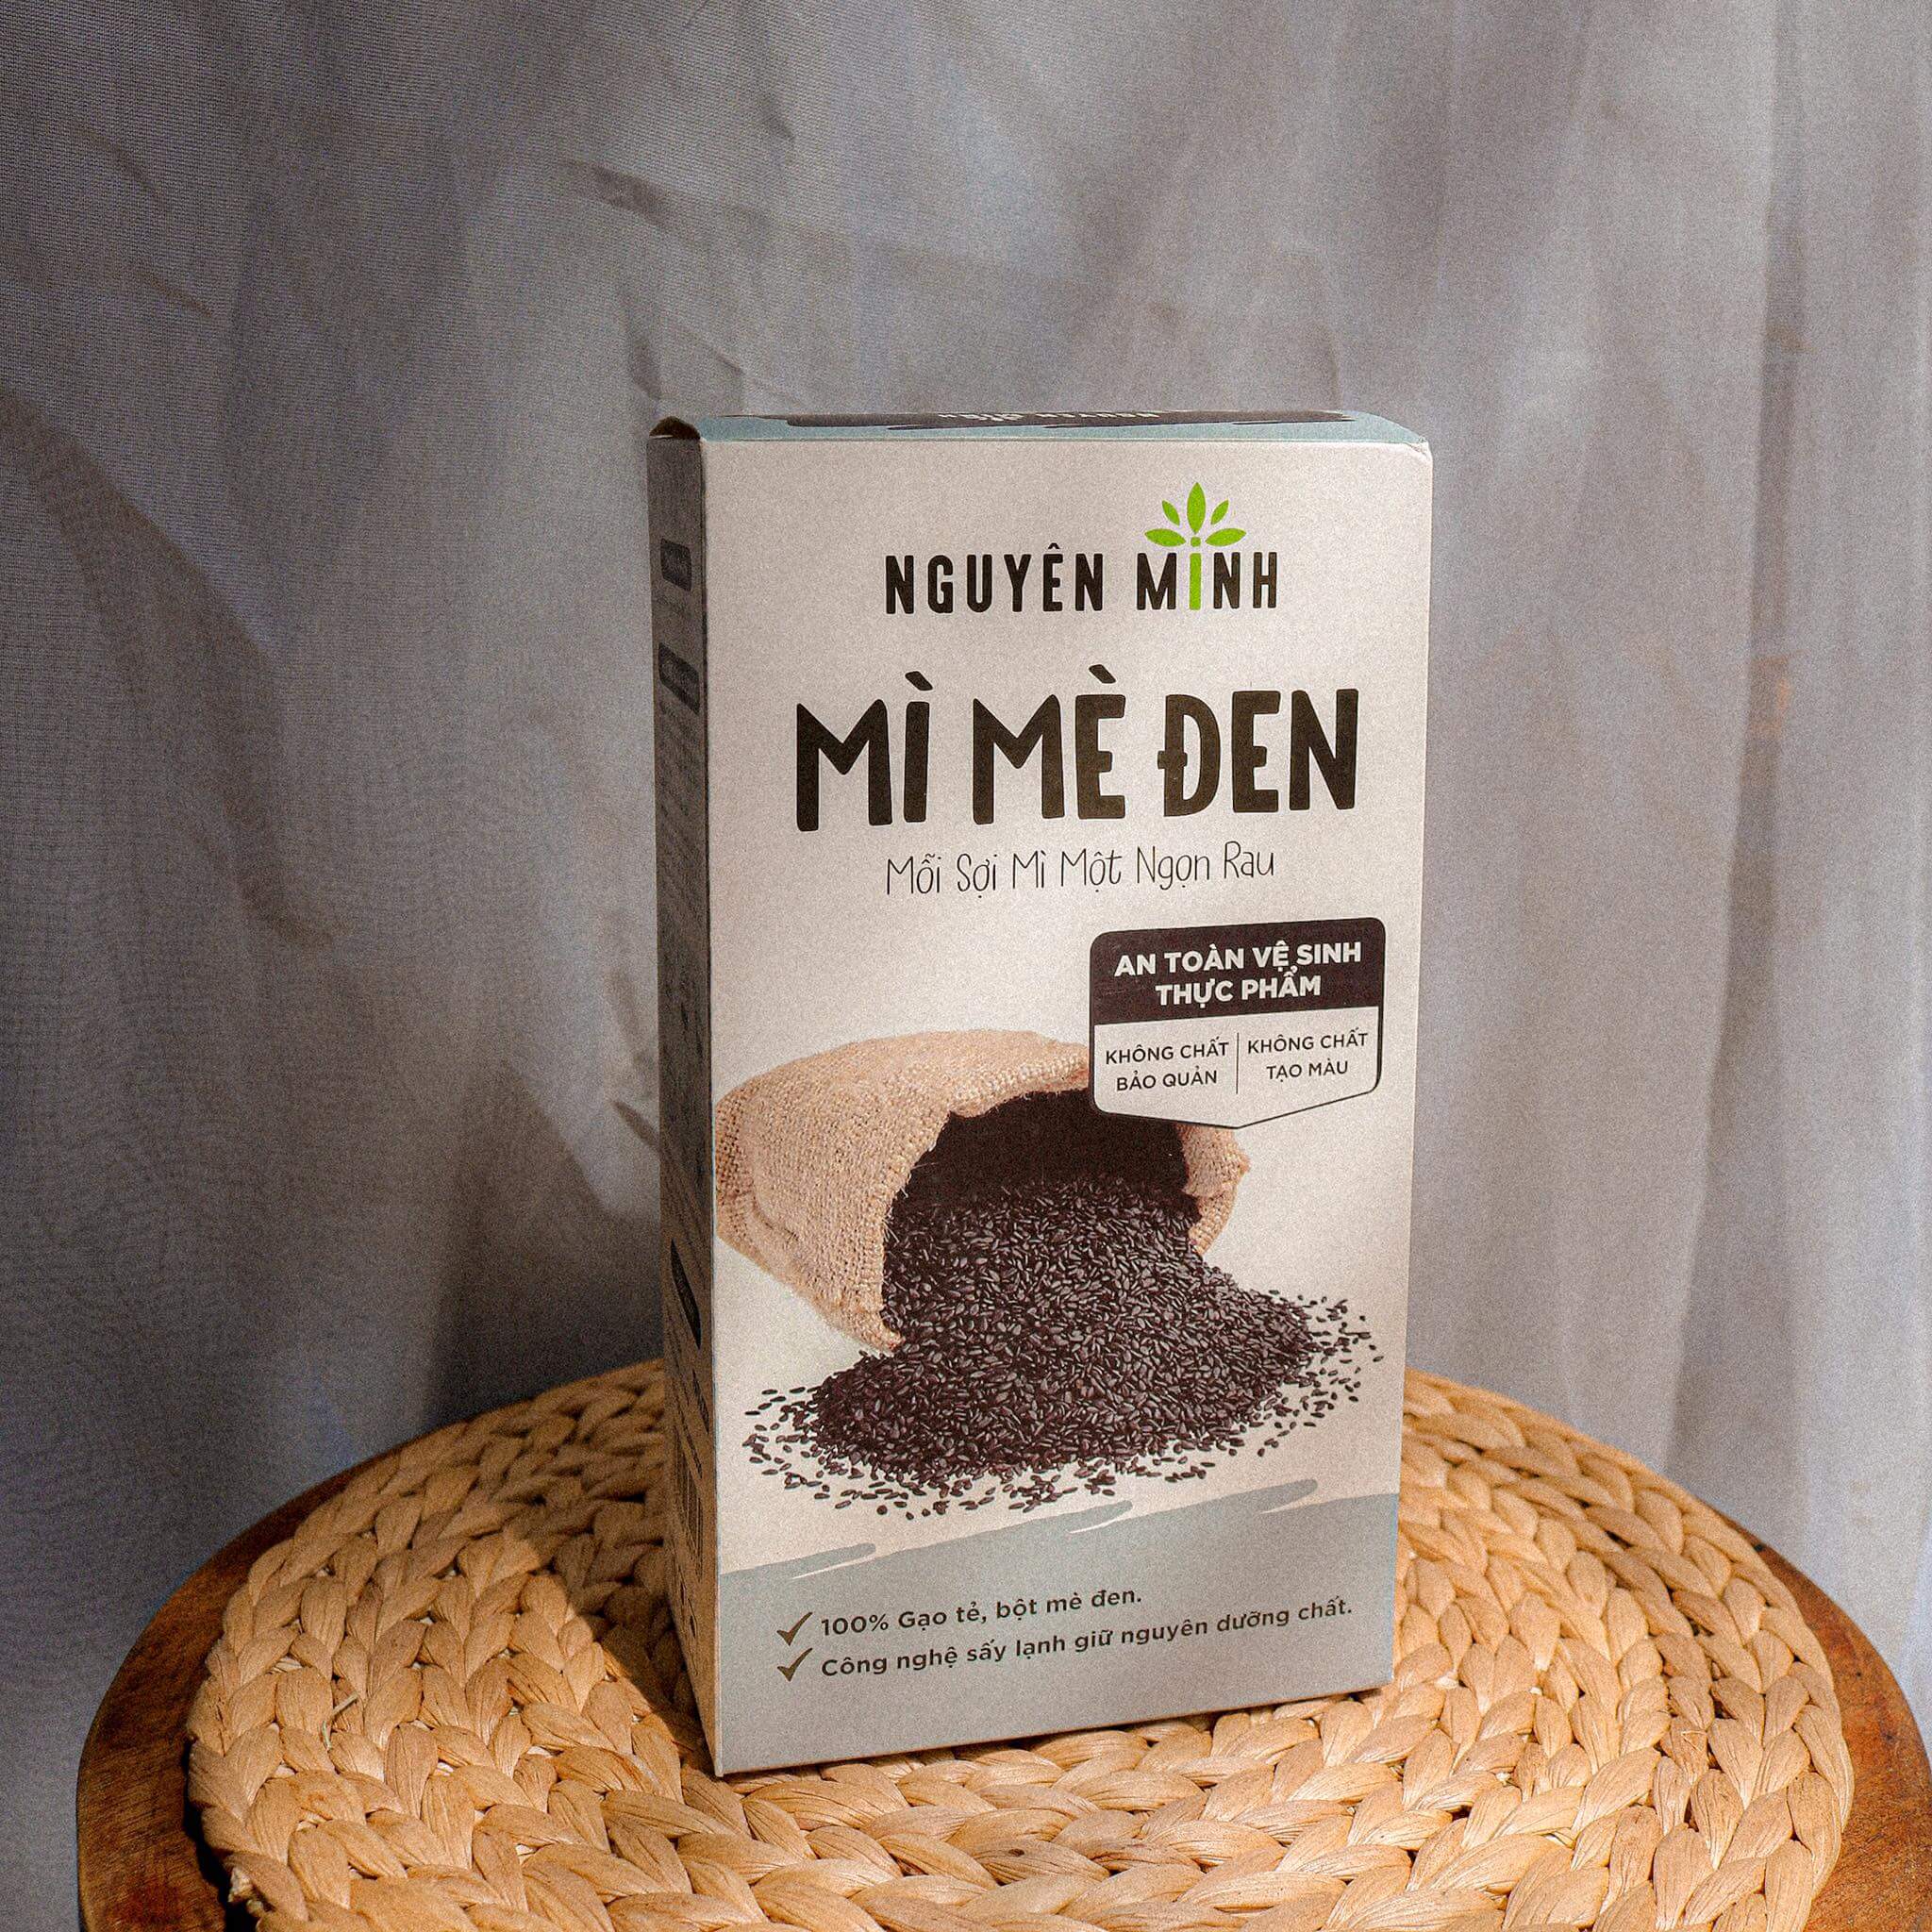 NGUYÊN MINH
MÌ MÈ ĐEN
Mỗi Sợi Mì Một Ngọn Rau
AN TOÀN VỆ SINH
THỰC PHẨM
KHÔNG CHẤT
BẢO QUẢN
KHÔNG CHẤT
TẠO MÀU
100% Gạo tẻ, bột mè đen.
Công nghệ sấy lạnh giữ nguyên dưỡng chất.